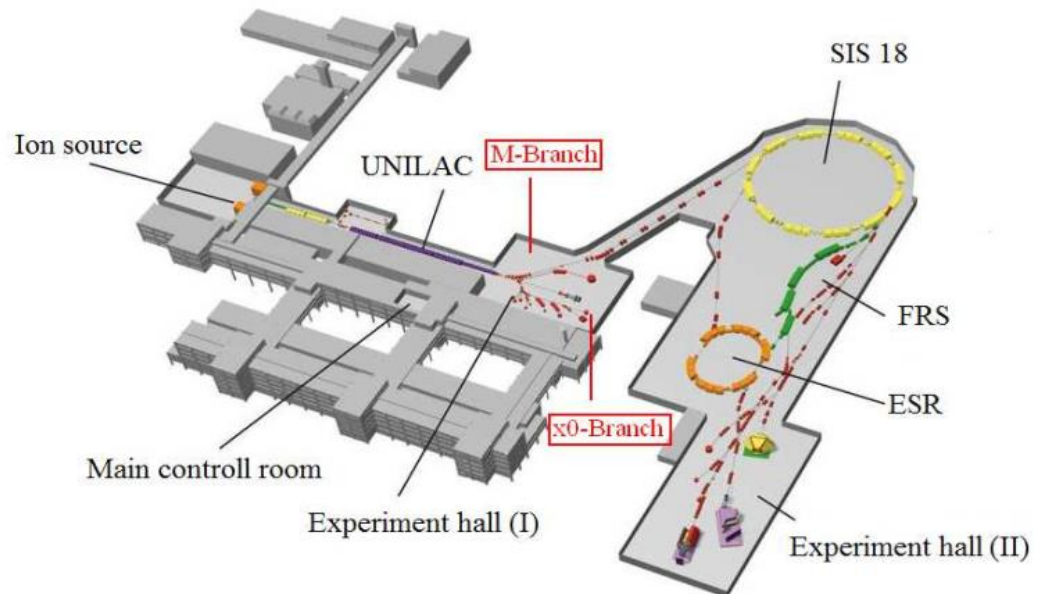 SIS 18
Ion source
M-Branch
UNILAC
FRS
ESR
x0-Branch
Main controll room
Experiment hall (I)
Experiment hall (II)